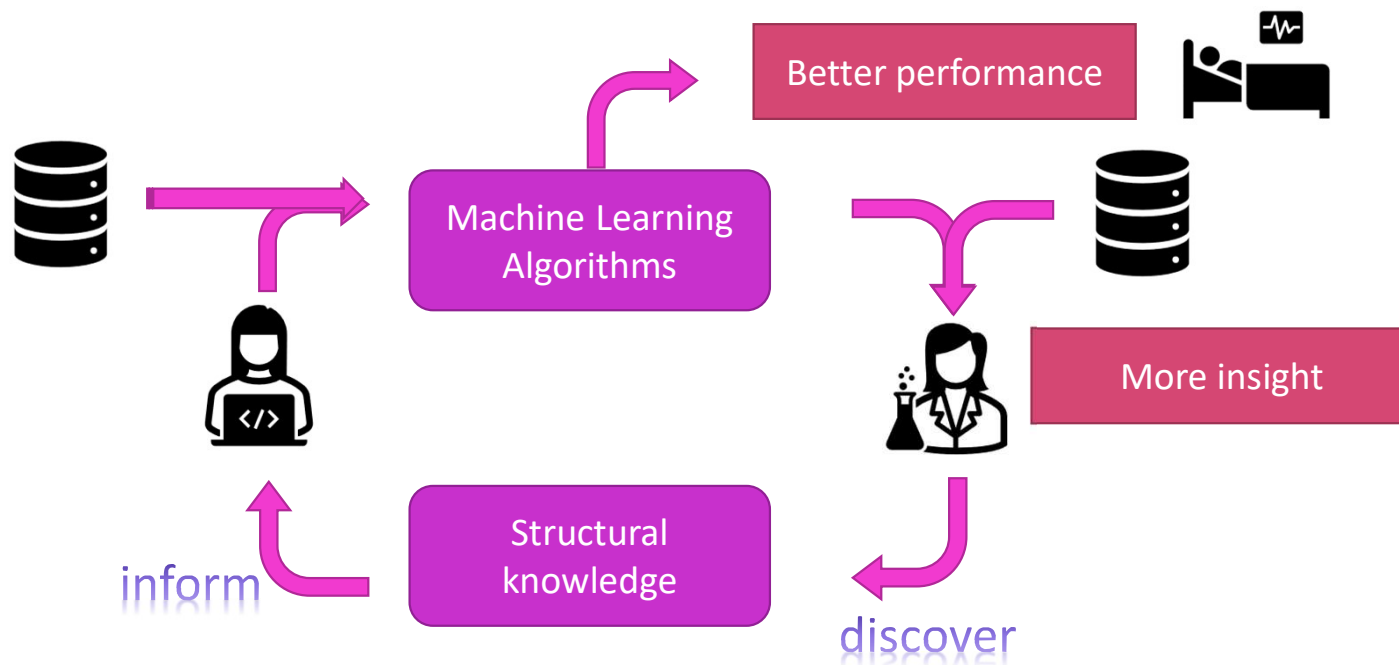 Better performance
Machine Learning
Algorithms
More insight
</>
Structural
knowledge
inform
discover